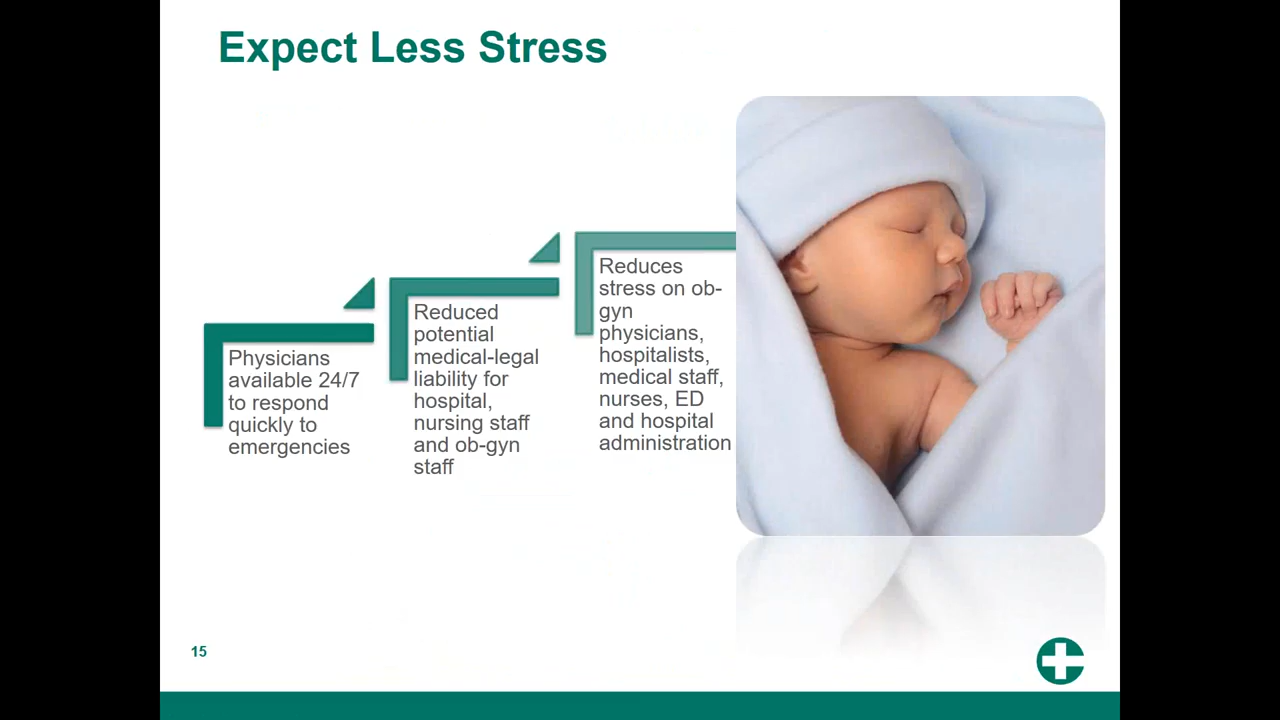 Expect Less Stress
Physicians
available 24/7
to respond
quickly to
emergencies
Reduced
potential
medical-legal
liability for
hospital,
nursing staff
and ob-gyn
staff
Reduces
stress on ob-
gyn
physicians,
hospitalists,
medical staff,
nurses, ED
and hospital
administration
15